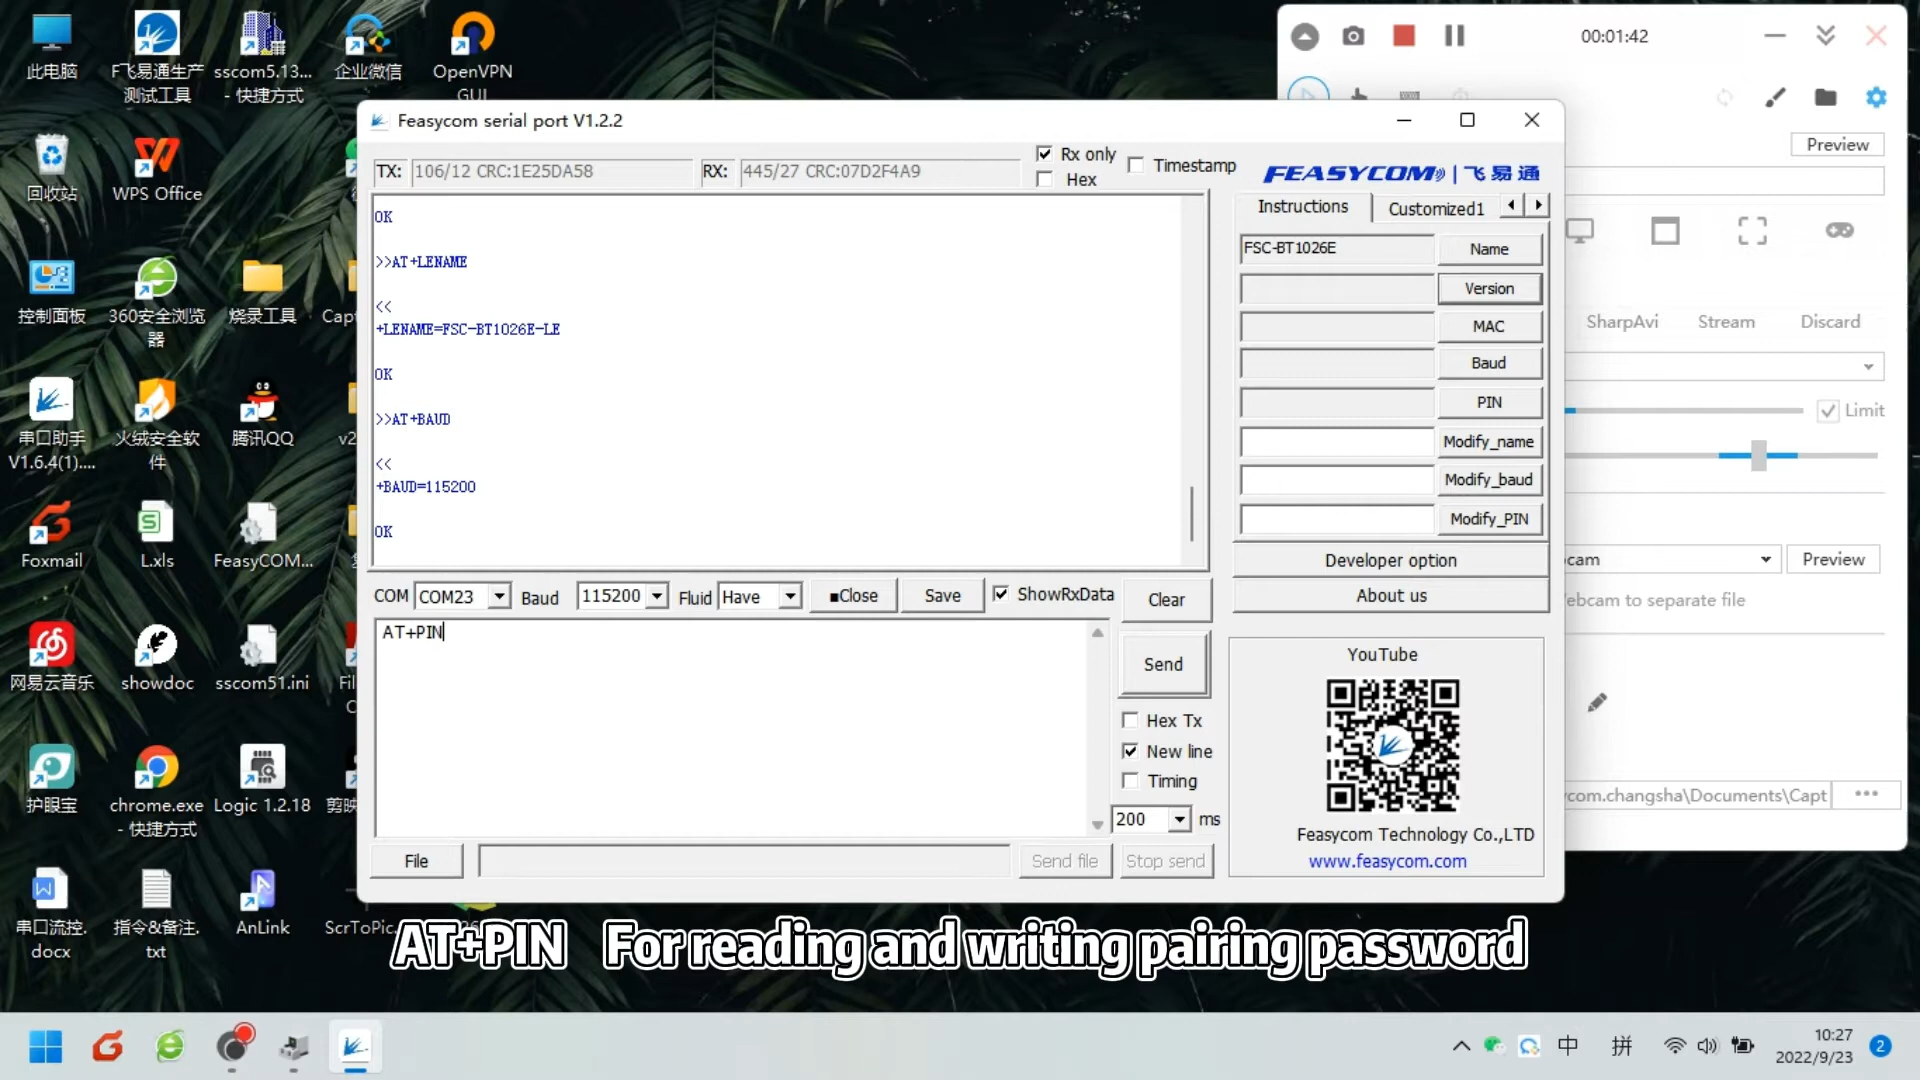 此电脑
F飞易通生产
测试工具
sscom5.13...
- 快捷方式
企业微信
OpenVPN
GUI
回收站
WPS Office
控制面板
360安全浏览
器
烧录工具
Capt
串口助手
V1.6.4(1)....
火绒安全软
件
腾讯QQ
v2
Foxmail
L.xls
FeasyCOM...
网易云音乐
showdoc
sscom51.ini
Fil
C
护眼宝
chrome.exe
- 快捷方式
Logic 1.2.18
剪映
串口流控.
docx
指令&备注.
txt
AnLink
ScrToPic.
Feasycom serial port V1.2.2
TX: 106/12 CRC:1E25DA58
RX: 445/27 CRC:07D2F4A9
Rx only
Hex
Timestamp
FEASYCOM | 飞易通
OK
>>AT+LENAME
<<
+LENAME=FSC-BT1026E-LE
OK
>>AT+BAUD
<<
+BAUD=115200
OK
Instructions
Customized1
FSC-BT1026E
Name
Version
MAC
Baud
PIN
Modify_name
Modify_baud
Modify_PIN
Developer option
About us
COM COM23 Baud 115200 Fluid Have ■Close Save ShowRxData Clear
AT+PIN
Send
Hex Tx
New line
Timing
200 ms
File
Send file
Stop send
YouTube
Feasycom Technology Co.,LTD
www.feasycom.com
00:01:42
Preview
SharpAvi
Stream
Discard
Limit
cam
Preview
ebcam to separate file
ycom.changsha\Documents\Capt
...
AT+PIN For reading and writing pairing password
中
拼
10:27
2022/9/23
2